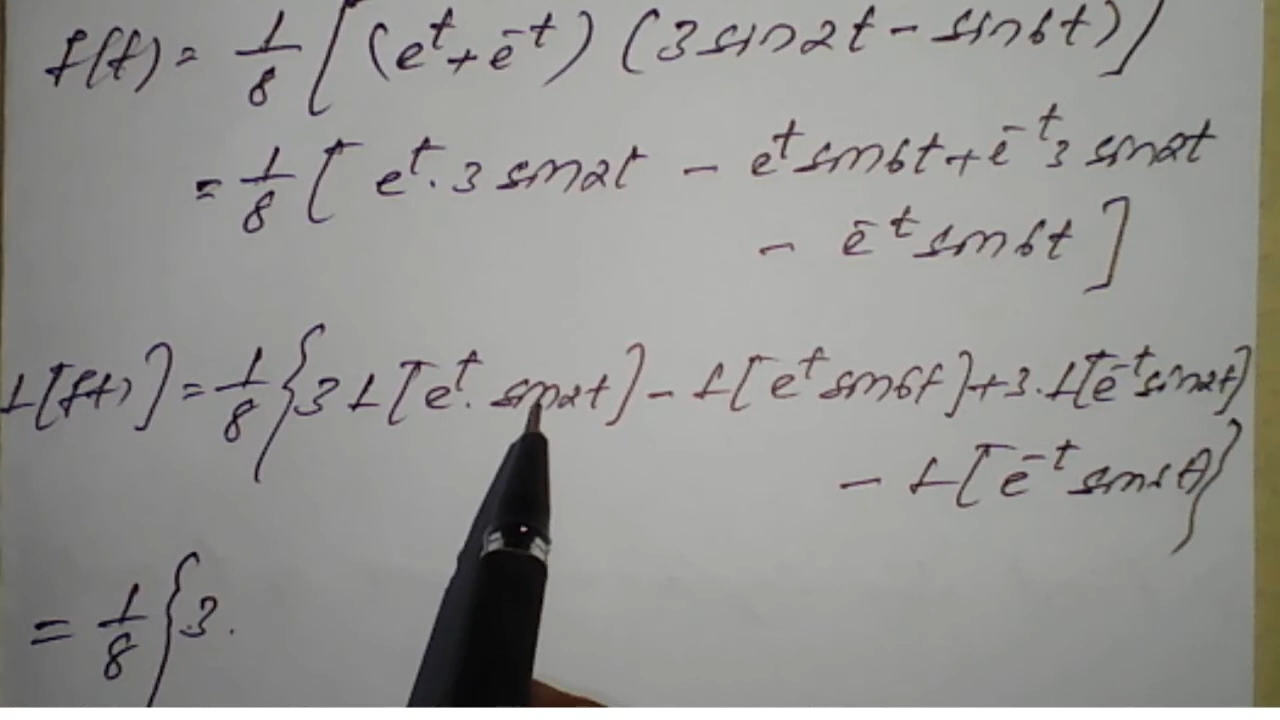 f(t) = 1/8 [ (e^t + e^-t) (3 sin2t - sin6t) ]
= 1/8 [ e^t . 3 sin2t - e^t sin6t + e^-t 3 sin2t
- e^-t sin6t ]
L[f(t)] = 1/8 { 3 L[e^t . sin2t] - L[e^t sin6t] + 3 . L[e^-t sin2t]
- L[e^-t sin6t] }
= 1/8 { 3 .